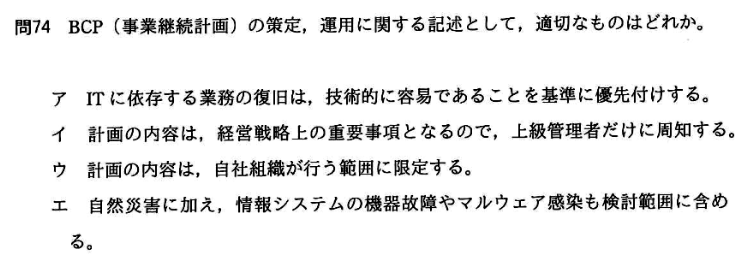 問74 BCP（事業継続計画）の策定，運用に関する記述として，適切なものはどれか。
ア ITに依存する業務の復旧は，技術的に容易であることを基準に優先付けする。
イ 計画の内容は，経営戦略上の重要事項となるので，上級管理者だけに周知する。
ウ 計画の内容は，自社組織が行う範囲に限定する。
エ 自然災害に加え，情報システムの機器故障やマルウェア感染も検討範囲に含め
る。